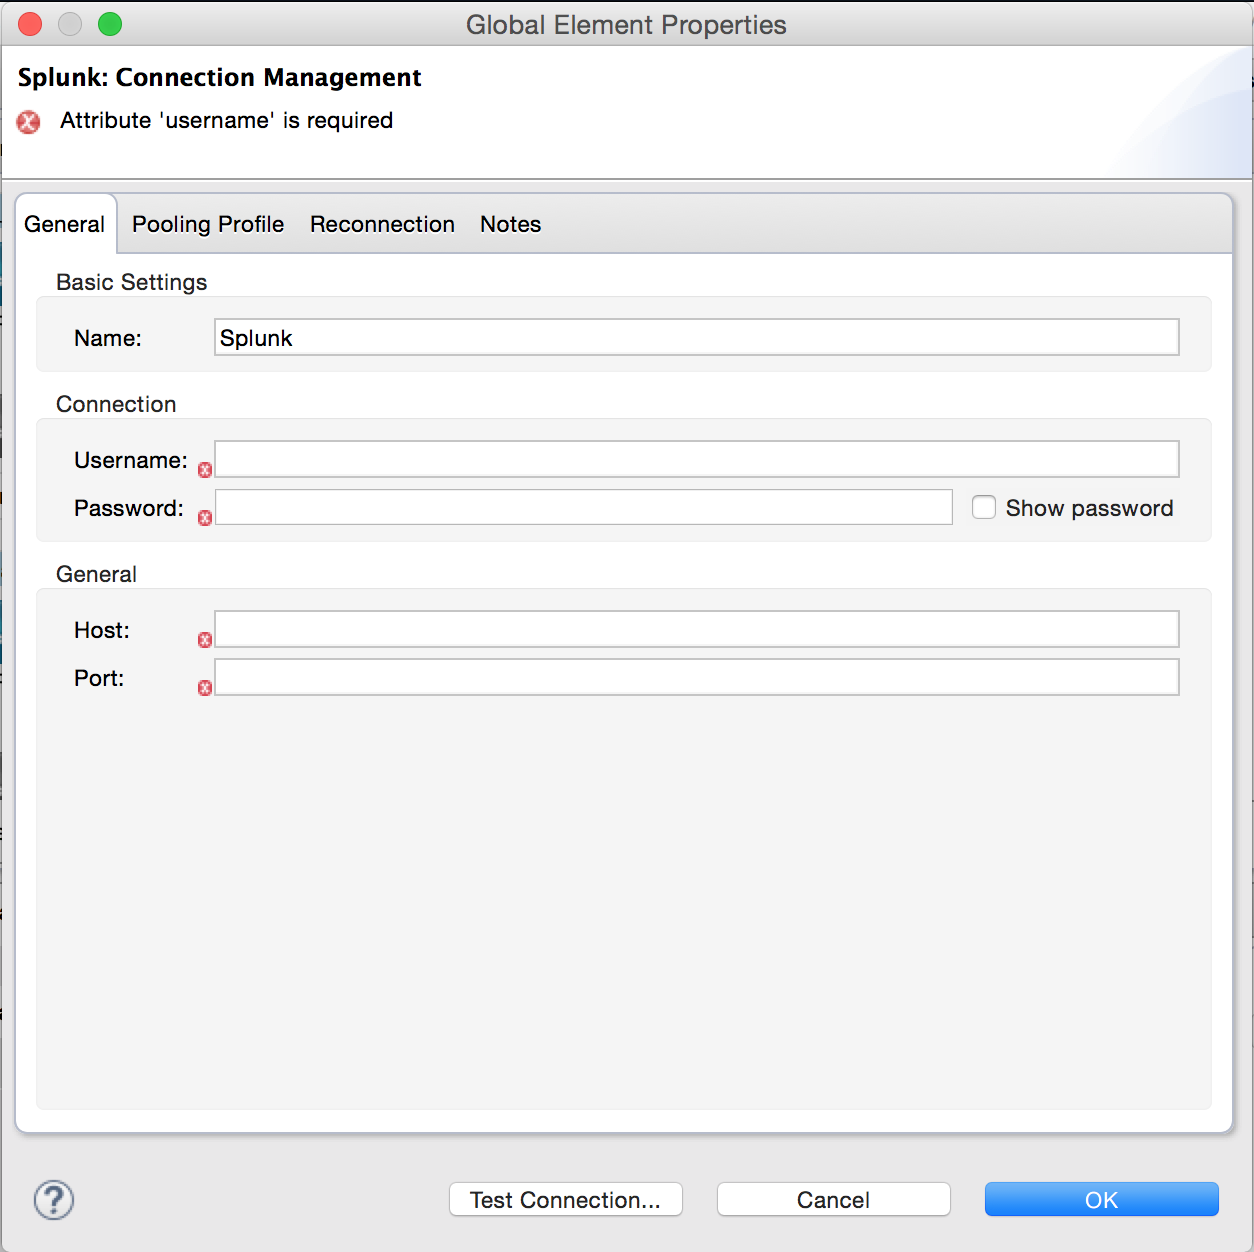 Global Element Properties
Splunk: Connection Management
Attribute 'username' is required
General Pooling Profile Reconnection Notes
Basic Settings
Name: Splunk
Connection
Username:
Password: Show password
General
Host:
Port:
? Test Connection... Cancel OK